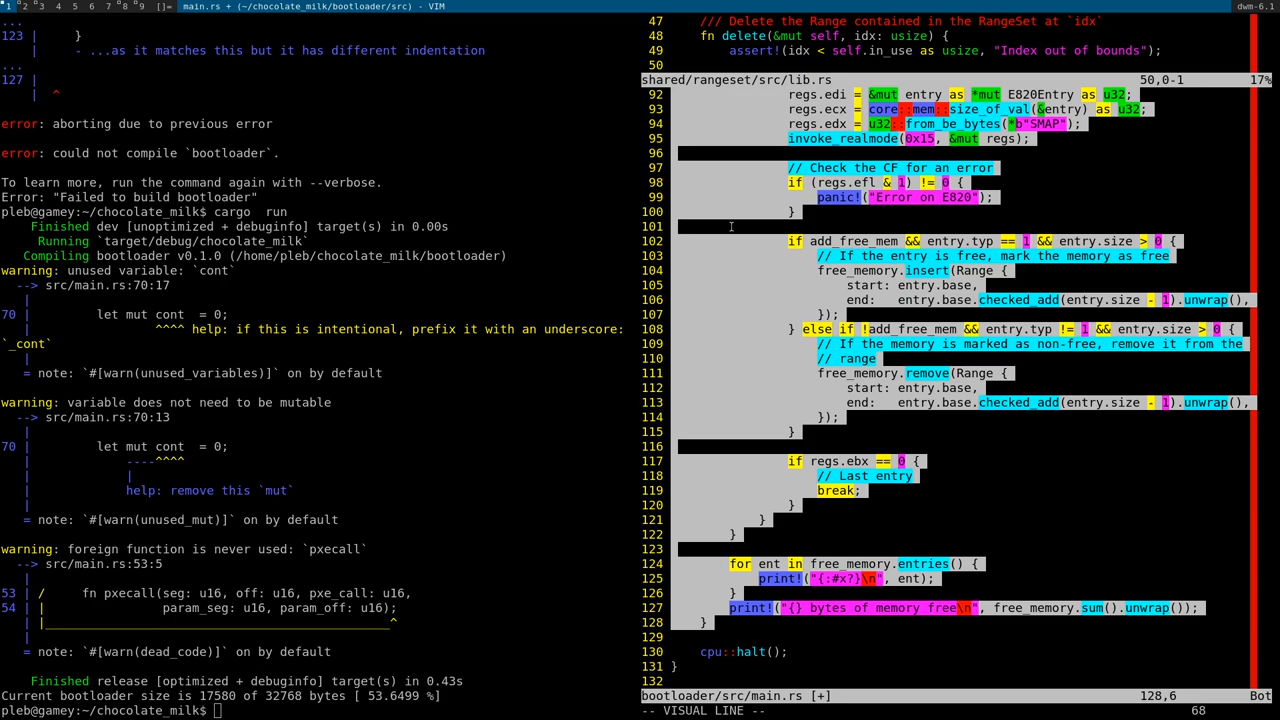 1 2 3 4 5 6 7 8 9 []= main.rs + (~/chocolate_milk/bootloader/src) - VIM dwm-6.1
...
123 |     }
    |     - ...as it matches this but it has different indentation
...
127 |
    |  ^
error: aborting due to previous error
error: could not compile `bootloader`.
To learn more, run the command again with --verbose.
Error: "Failed to build bootloader"
pleb@gamey:~/chocolate_milk$ cargo  run
    Finished dev [unoptimized + debuginfo] target(s) in 0.00s
     Running `target/debug/chocolate_milk`
   Compiling bootloader v0.1.0 (/home/pleb/chocolate_milk/bootloader)
warning: unused variable: `cont`
  --> src/main.rs:70:17
   |
70 |         let mut cont  = 0;
   |                 ^^^^ help: if this is intentional, prefix it with an underscore:
`_cont`
   |
   = note: `#[warn(unused_variables)]` on by default
warning: variable does not need to be mutable
  --> src/main.rs:70:13
   |
70 |         let mut cont  = 0;
   |             ----^^^^
   |             |
   |             help: remove this `mut`
   |
   = note: `#[warn(unused_mut)]` on by default
warning: foreign function is never used: `pxecall`
  --> src/main.rs:53:5
   |
53 | /     fn pxecall(seg: u16, off: u16, pxe_call: u16,
54 | |                param_seg: u16, param_off: u16);
   | |_______________________________________________^
   |
   = note: `#[warn(dead_code)]` on by default
    Finished release [optimized + debuginfo] target(s) in 0.43s
Current bootloader size is 17580 of 32768 bytes [ 53.6499 %]
pleb@gamey:~/chocolate_milk$
47     /// Delete the Range contained in the RangeSet at `idx`
48     fn delete(&mut self, idx: usize) {
49         assert!(idx < self.in_use as usize, "Index out of bounds");
50
shared/rangeset/src/lib.rs 50,0-1 17%
92                 regs.edi = &mut entry as *mut E820Entry as u32;
93                 regs.ecx = core::mem::size_of_val(&entry) as u32;
94                 regs.edx = u32::from_be_bytes(*b"SMAP");
95                 invoke_realmode(0x15, &mut regs);
96
97                 // Check the CF for an error
98                 if (regs.efl & 1) != 0 {
99                     panic!("Error on E820");
100                 }
101
102                 if add_free_mem && entry.typ == 1 && entry.size > 0 {
103                     // If the entry is free, mark the memory as free
104                     free_memory.insert(Range {
105                         start: entry.base,
106                         end:   entry.base.checked_add(entry.size - 1).unwrap(),
107                     });
108                 } else if !add_free_mem && entry.typ != 1 && entry.size > 0 {
109                     // If the memory is marked as non-free, remove it from the
110                     // range
111                     free_memory.remove(Range {
112                         start: entry.base,
113                         end:   entry.base.checked_add(entry.size - 1).unwrap(),
114                     });
115                 }
116
117                 if regs.ebx == 0 {
118                     // Last entry
119                     break;
120                 }
121             }
122         }
123
124         for ent in free_memory.entries() {
125             print!("{:#x?}\n", ent);
126         }
127         print!("{} bytes of memory free\n", free_memory.sum().unwrap());
128     }
129
130     cpu::halt();
131 }
132
bootloader/src/main.rs [+] 128,6 Bot
-- VISUAL LINE -- 68